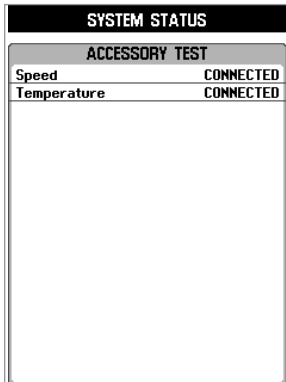 SYSTEM STATUS
ACCESSORY TEST
Speed CONNECTED
Temperature CONNECTED